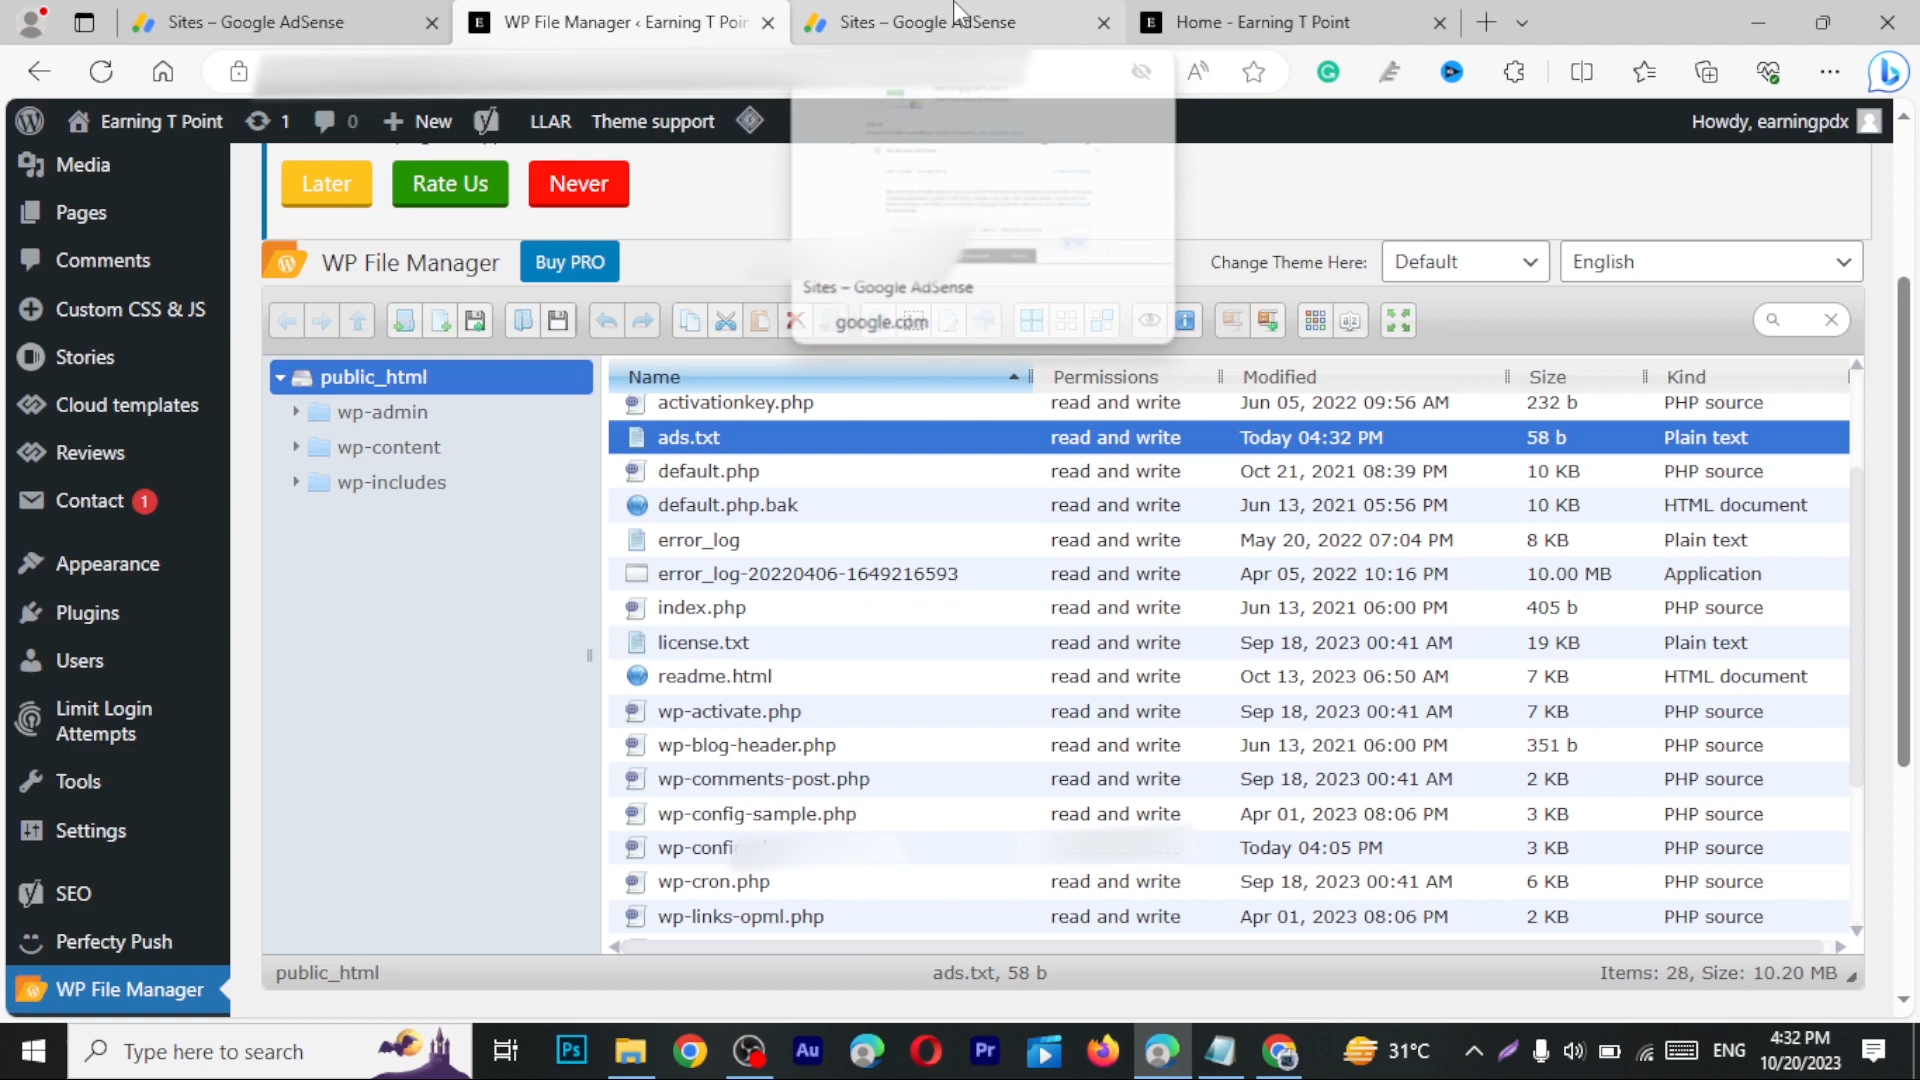 Sites – Google AdSense
WP File Manager ‹ Earning T Poin
Sites – Google AdSense
Home - Earning T Point
Earning T Point
1
0
New
LLAR
Theme support
Howdy, earningpdx
Media
Pages
Comments
Custom CSS & JS
Stories
Cloud templates
Reviews
Contact 1
Appearance
Plugins
Users
Limit Login
Attempts
Tools
Settings
SEO
Perfecty Push
WP File Manager
Later
Rate Us
Never
WP File Manager
Buy PRO
Change Theme Here:
Default
English
Sites – Google AdSense
google.com
public_html
wp-admin
wp-content
wp-includes
Name Permissions Modified Size Kind
activationkey.php read and write Jun 05, 2022 09:56 AM 232 b PHP source
ads.txt read and write Today 04:32 PM 58 b Plain text
default.php read and write Oct 21, 2021 08:39 PM 10 KB PHP source
default.php.bak read and write Jun 13, 2021 05:56 PM 10 KB HTML document
error_log read and write May 20, 2022 07:04 PM 8 KB Plain text
error_log-20220406-1649216593 read and write Apr 05, 2022 10:16 PM 10.00 MB Application
index.php read and write Jun 13, 2021 06:00 PM 405 b PHP source
license.txt read and write Sep 18, 2023 00:41 AM 19 KB Plain text
readme.html read and write Oct 13, 2023 06:50 AM 7 KB HTML document
wp-activate.php read and write Sep 18, 2023 00:41 AM 7 KB PHP source
wp-blog-header.php read and write Jun 13, 2021 06:00 PM 351 b PHP source
wp-comments-post.php read and write Sep 18, 2023 00:41 AM 2 KB PHP source
wp-config-sample.php read and write Apr 01, 2023 08:06 PM 3 KB PHP source
Today 04:05 PM 3 KB PHP source
wp-cron.php read and write Sep 18, 2023 00:41 AM 6 KB PHP source
wp-links-opml.php read and write Apr 01, 2023 08:06 PM 2 KB PHP source
public_html
ads.txt, 58 b
Items: 28, Size: 10.20 MB
Type here to search
Ps
Au
Pr
31°C
ENG
4:32 PM
10/20/2023